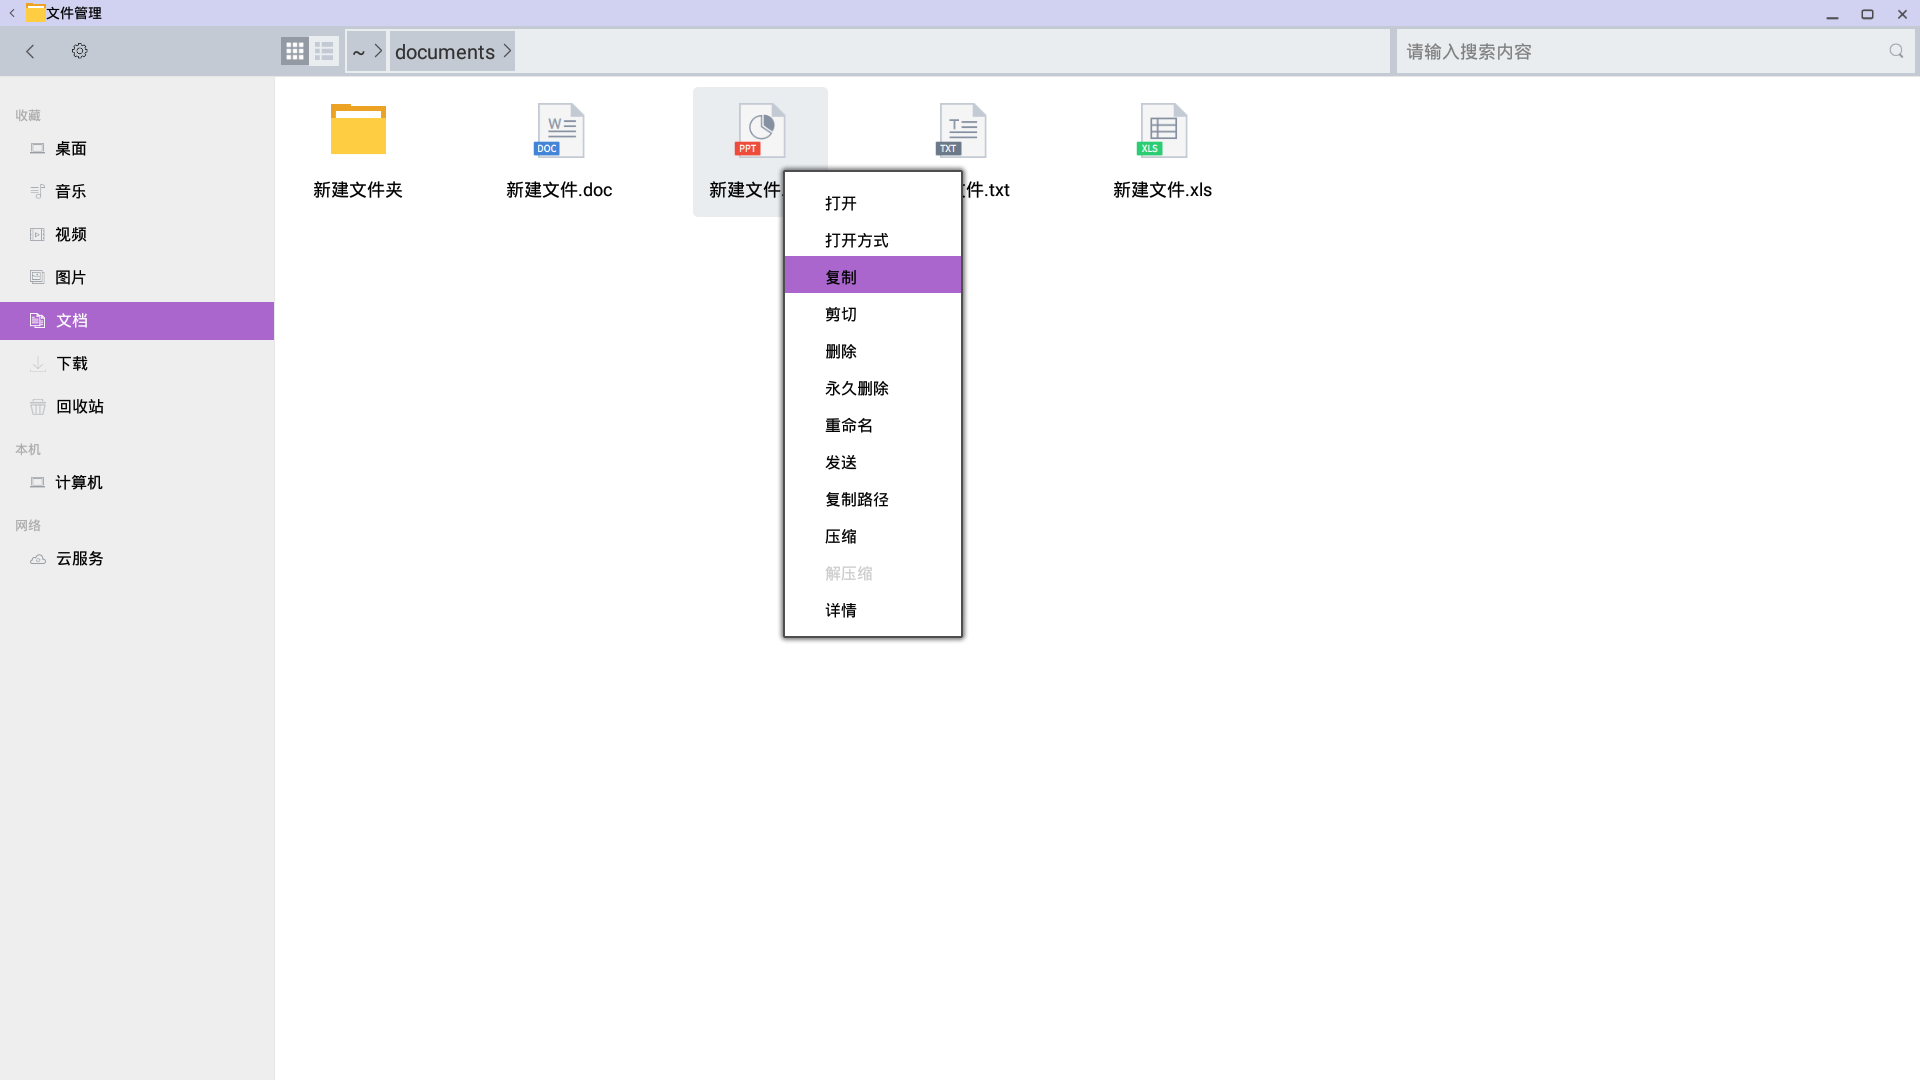 文件管理
~
documents
请输入搜索内容
收藏
桌面
音乐
视频
图片
文档
下载
回收站
本机
计算机
网络
云服务
新建文件夹
W
DOC
新建文件.doc
PPT
新建文件.
T
TXT
件.txt
XLS
新建文件.xls
打开
打开方式
复制
剪切
删除
永久删除
重命名
发送
复制路径
压缩
解压缩
详情